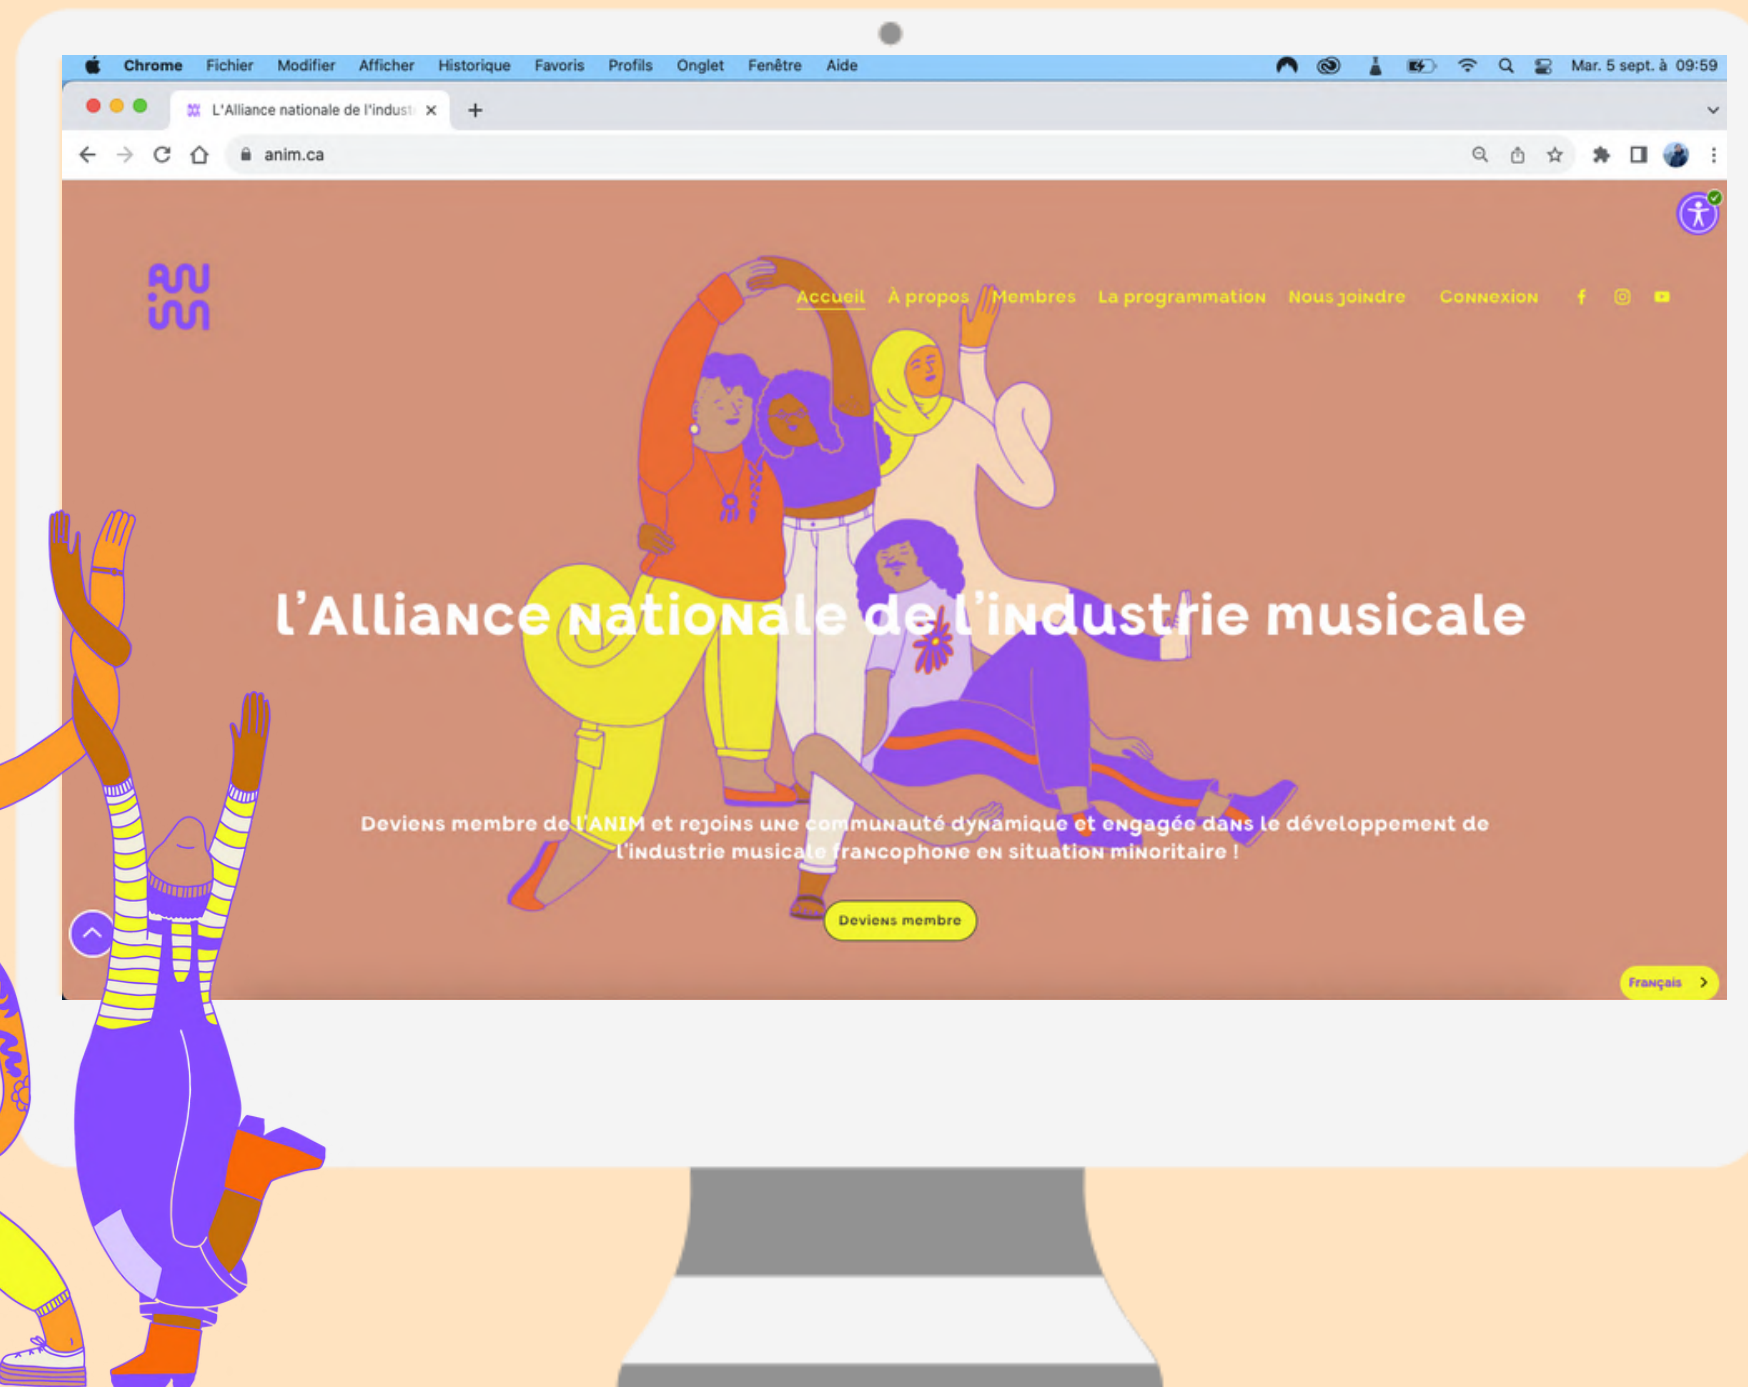 Chrome Fichier Modifier Afficher Historique Favoris Profils Onglet Fenêtre Aide Mar. 5 sept. à 09:59
L'Alliance nationale de l'indust
anim.ca
ANIM
Accueil À propos Membres La programmation Nous joindre Connexion
l'Alliance nationale de l'industrie musicale
Deviens membre de l'ANIM et rejoins une communauté dynamique et engagée dans le développement de
l'industrie musicale francophone en situation minoritaire !
Deviens membre
Français